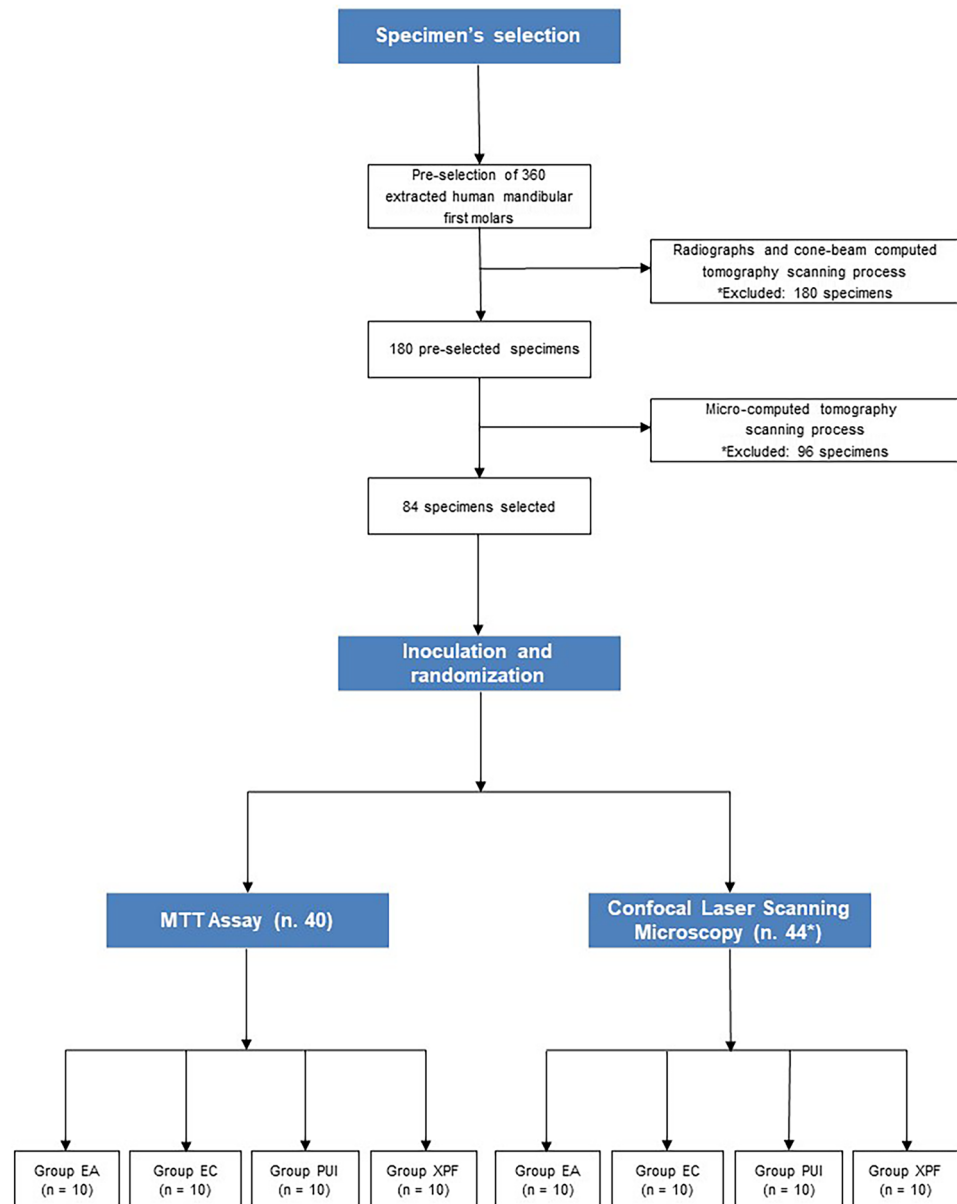 Specimen's selection
Pre-selection of 360
extracted human mandibular
first molars
Radiographs and cone-beam computed
tomography scanning process
*Excluded: 180 specimens
180 pre-selected specimens
Micro-computed tomography
scanning process
*Excluded: 96 specimens
84 specimens selected
Inoculation and
randomization
MTT Assay (n. 40)
Confocal Laser Scanning
Microscopy (n. 44*)
Group EA
(n = 10)
Group EC
(n = 10)
Group PUI
(n = 10)
Group XPF
(n = 10)
Group EA
(n = 10)
Group EC
(n = 10)
Group PUI
(n = 10)
Group XPF
(n = 10)